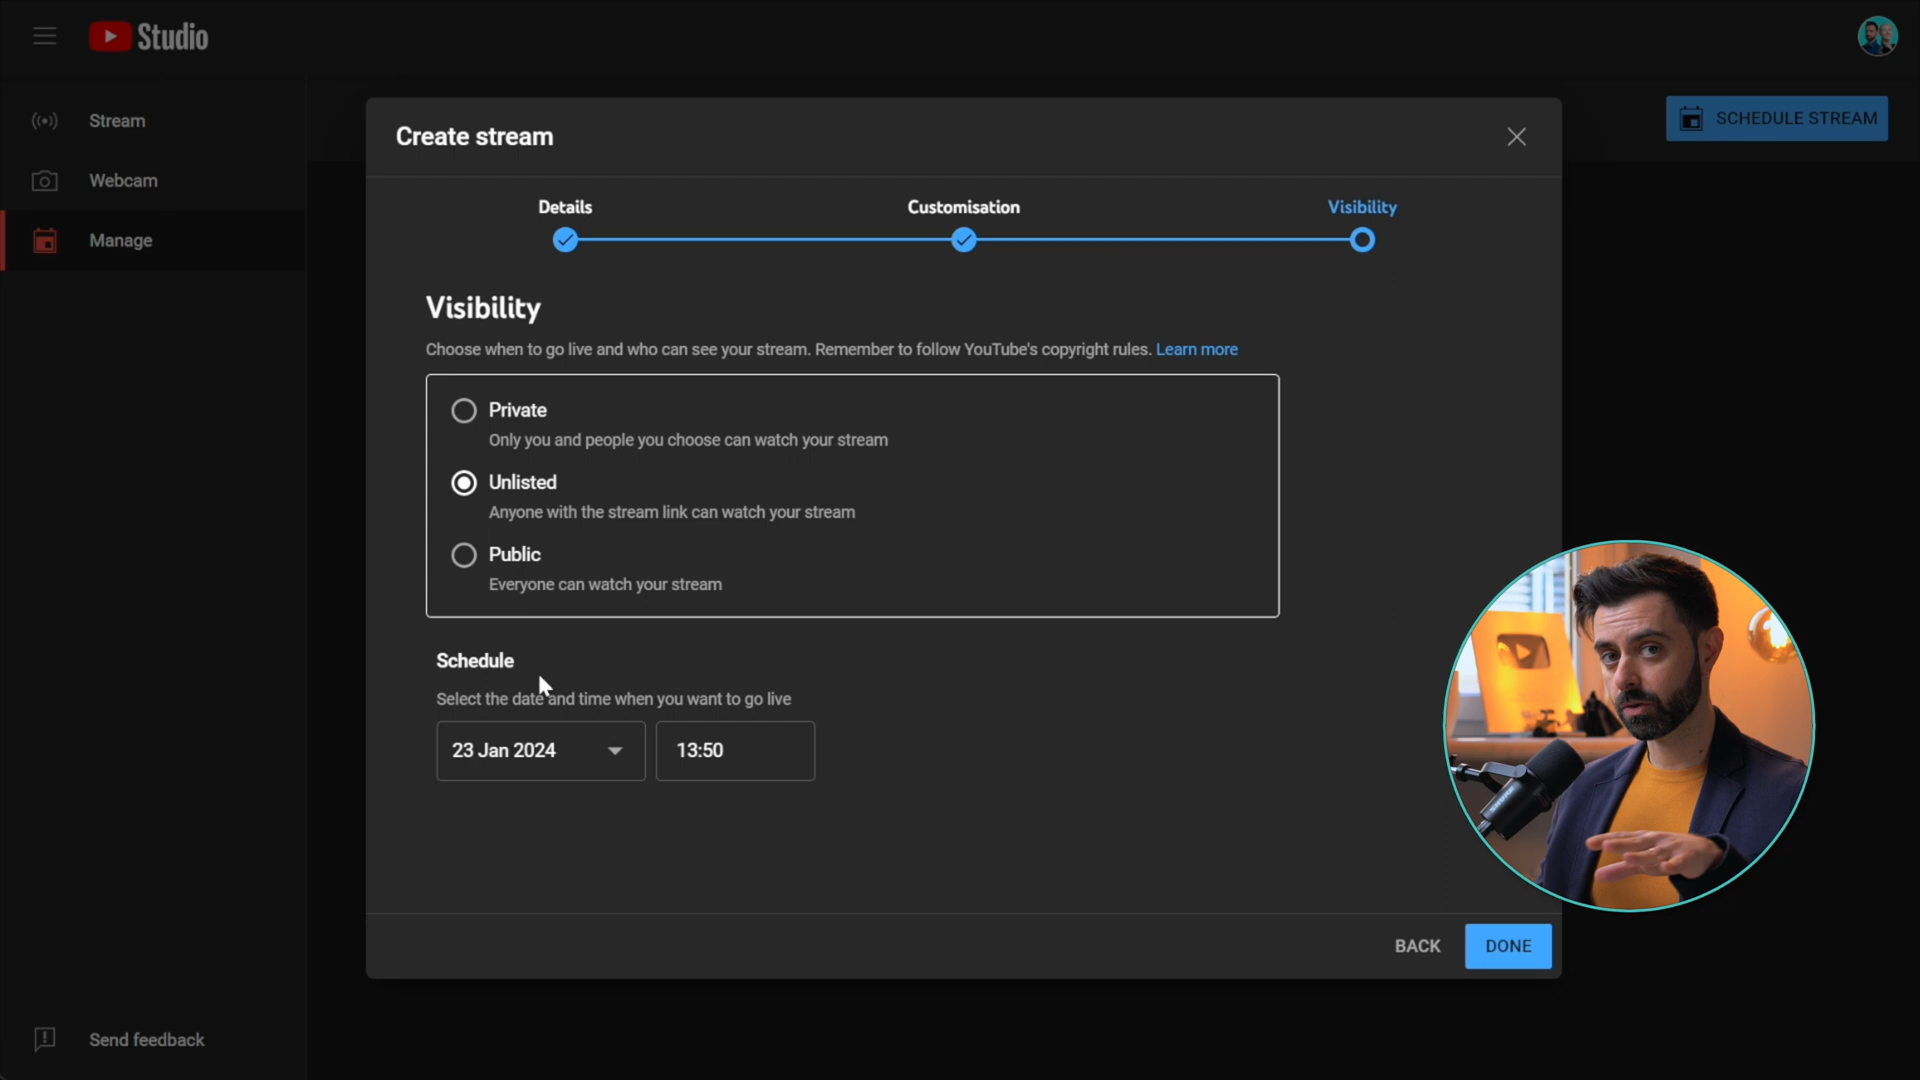 Studio
Stream
Webcam
Manage
SCHEDULE STREAM
Create stream
Details
Customisation
Visibility
Visibility
Choose when to go live and who can see your stream. Remember to follow YouTube's copyright rules. Learn more
Private
Only you and people you choose can watch your stream
Unlisted
Anyone with the stream link can watch your stream
Public
Everyone can watch your stream
Schedule
Select the date and time when you want to go live
23 Jan 2024
13:50
BACK
DONE
SHURE
Send feedback